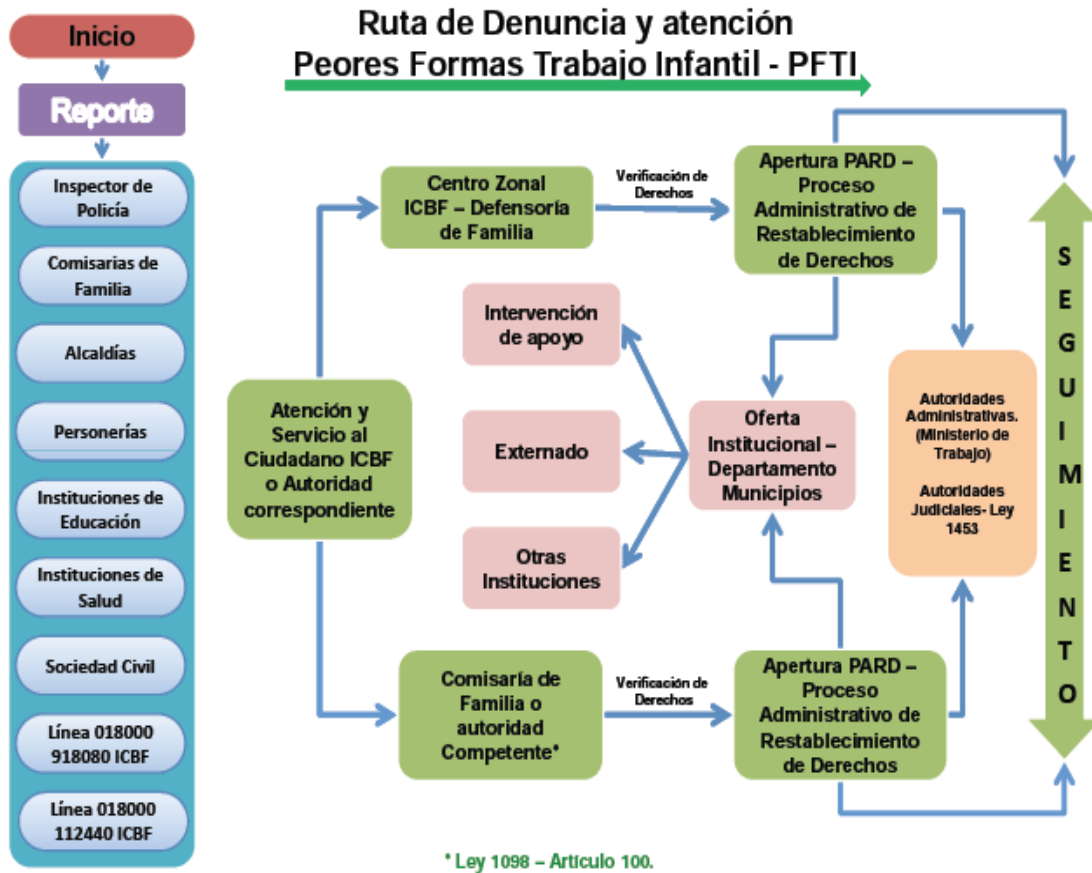 Ruta de Denuncia y atención
Peores Formas Trabajo Infantil - PFTI
Inicio
Reporte
Inspector de
Policía
Comisarias de
Familia
Alcaldías
Personerías
Instituciones de
Educación
Instituciones de
Salud
Sociedad Civil
Línea 018000
918080 ICBF
Línea 018000
112440 ICBF
Atención y
Servicio al
Ciudadano ICBF
o Autoridad
correspondiente
Centro Zonal
ICBF – Defensoría
de Familia
Verificación de
Derechos
Apertura PARD –
Proceso
Administrativo de
Restablecimiento
de Derechos
Intervención
de apoyo
Externado
Otras
Instituciones
Oferta
Institucional –
Departamento
Municipios
Autoridades
Administrativas.
(Ministerio de
Trabajo)
Autoridades
Judiciales- Ley
1453
Comisaría de
Familia o
autoridad
Competente*
Verificación de
Derechos
Apertura PARD –
Proceso
Administrativo de
Restablecimiento
de Derechos
SEGUIMIENTO
* Ley 1098 – Artículo 100.